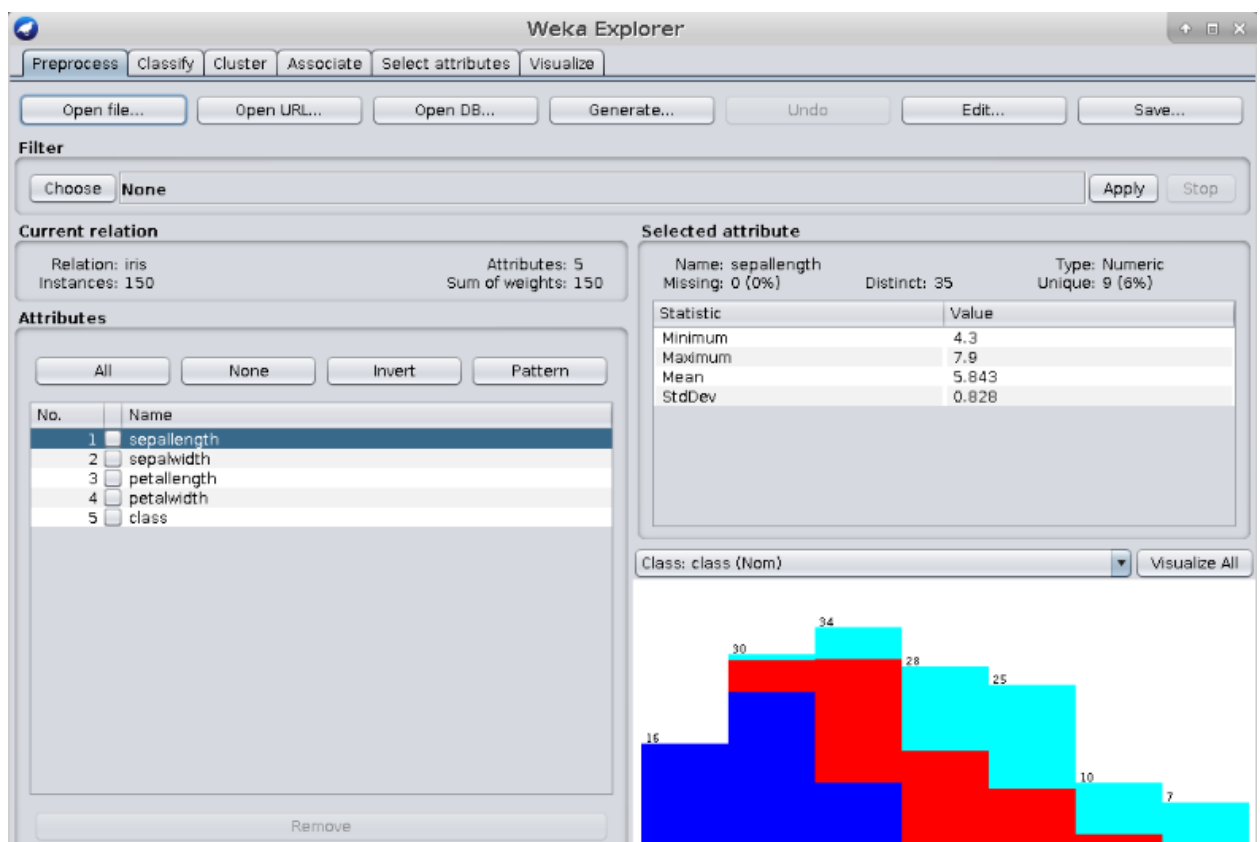 Weka Explorer
Preprocess Classify Cluster Associate Select attributes Visualize
Open file... Open URL... Open DB... Generate... Undo Edit... Save...
Filter
Choose None Apply Stop
Current relation
Relation: iris Attributes: 5
Instances: 150 Sum of weights: 150
Attributes
All None Invert Pattern
No. Name
1 sepallength
2 sepalwidth
3 petallength
4 petalwidth
5 class
Remove
Selected attribute
Name: sepallength Type: Numeric
Missing: 0 (0%) Distinct: 35 Unique: 9 (6%)
Statistic Value
Minimum 4.3
Maximum 7.9
Mean 5.843
StdDev 0.828
Class: class (Nom) Visualize All
16 30 34 28 25 10 7